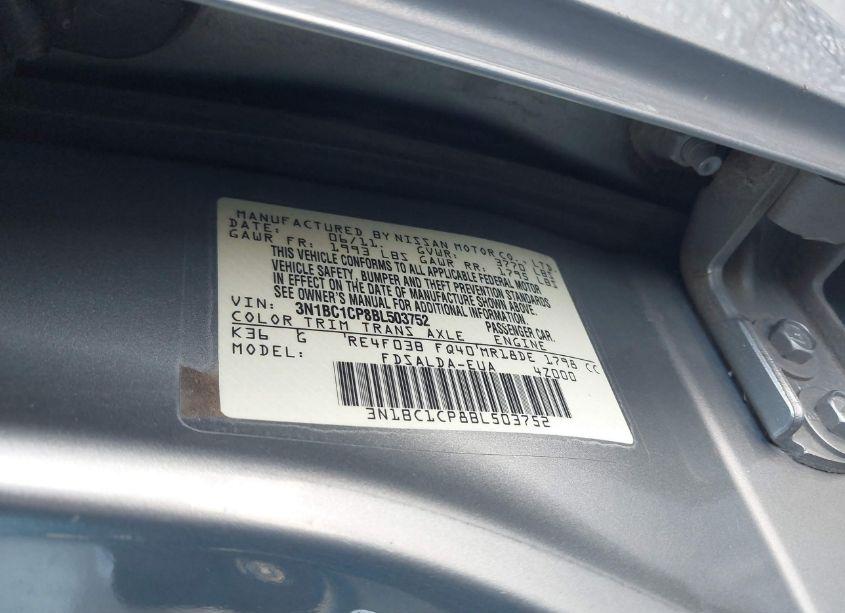 MANUFACTURED BY NISSAN MOTOR CO., LTD.
DATE: 06/11 GVWR: 3770 LBS
GAWR FR: 1993 LBS GAWR RR: 1793 LBS
THIS VEHICLE CONFORMS TO ALL APPLICABLE FEDERAL MOTOR
VEHICLE SAFETY, BUMPER AND THEFT PREVENTION STANDARDS
IN EFFECT ON THE DATE OF MANUFACTURE SHOWN ABOVE.
SEE OWNER'S MANUAL FOR ADDITIONAL INFORMATION
VIN: 3N1BC1CP8BL503752 PASSENGER CAR.
COLOR TRIM TRANS AXLE ENGINE
K36 G RE4F03B FQ40 MR18DE 1798 CC
MODEL: FDSALDA-EUA 4Z000
3N1BC1CP8BL503752